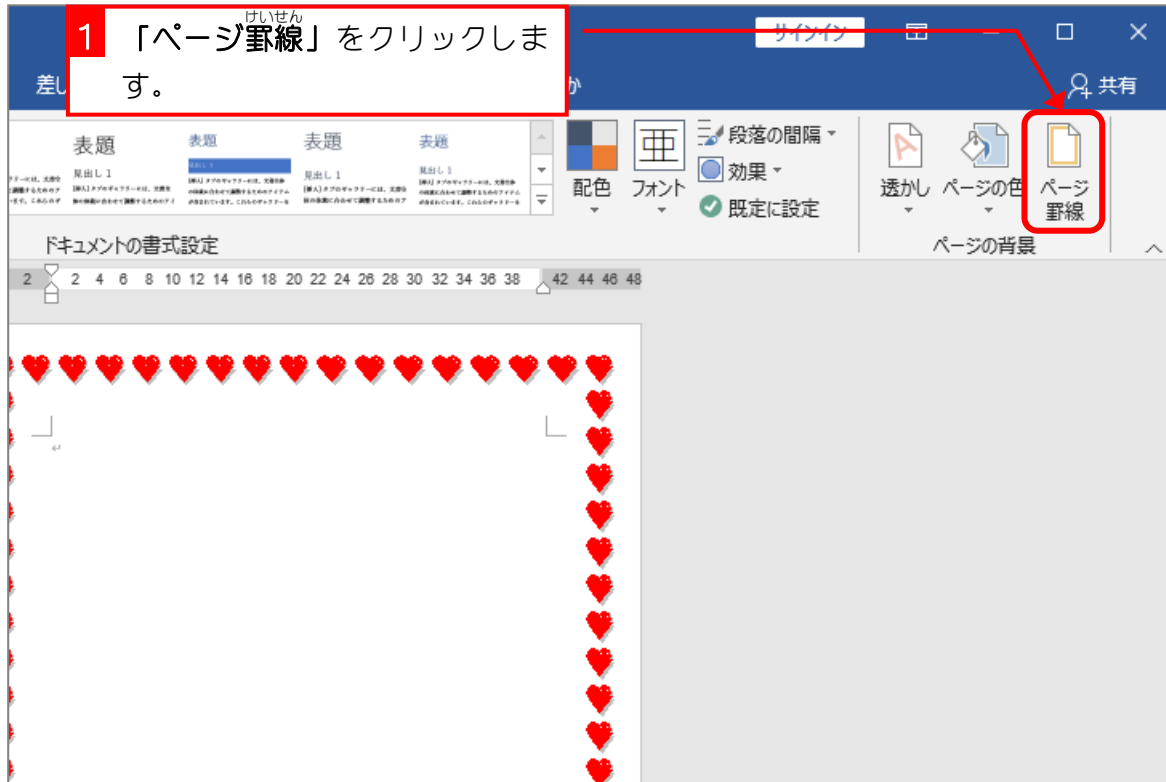 1
けいせん
「ページ罫線」をクリックしま
す。
サインイン
差し
か
共有
表題
見出し 1
表題
見出し 1
表題
見出し 1
表題
見出し 1
配色
フォント
亜
段落の間隔
効果
既定に設定
透かし
ページの色
ページ
罫線
ドキュメントの書式設定
ページの背景
2 2 4 6 8 10 12 14 16 18 20 22 24 26 28 30 32 34 36 38 42 44 46 48